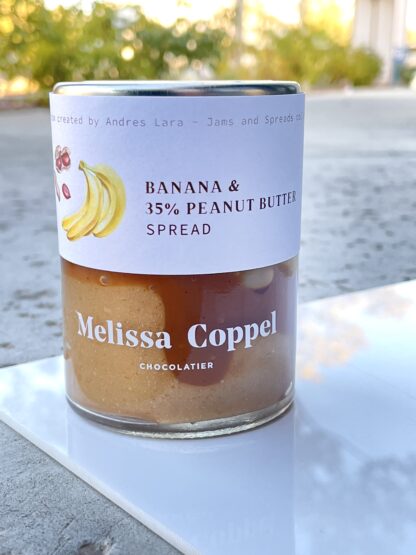 created by Andres Lara - Jams and Spreads co
BANANA &
35% PEANUT BUTTER
SPREAD
Melissa Coppel
CHOCOLATIER